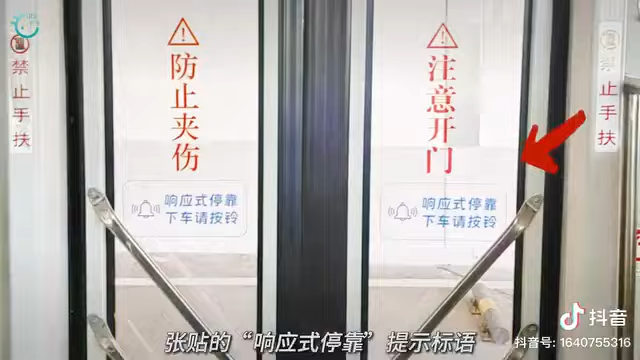 禁止手扶
防止夹伤
响应式停靠
下车请按铃
注意开门
响应式停靠
下车请按铃
禁止手扶
张贴的“响应式停靠”提示标语
抖音
抖音号: 1640755316